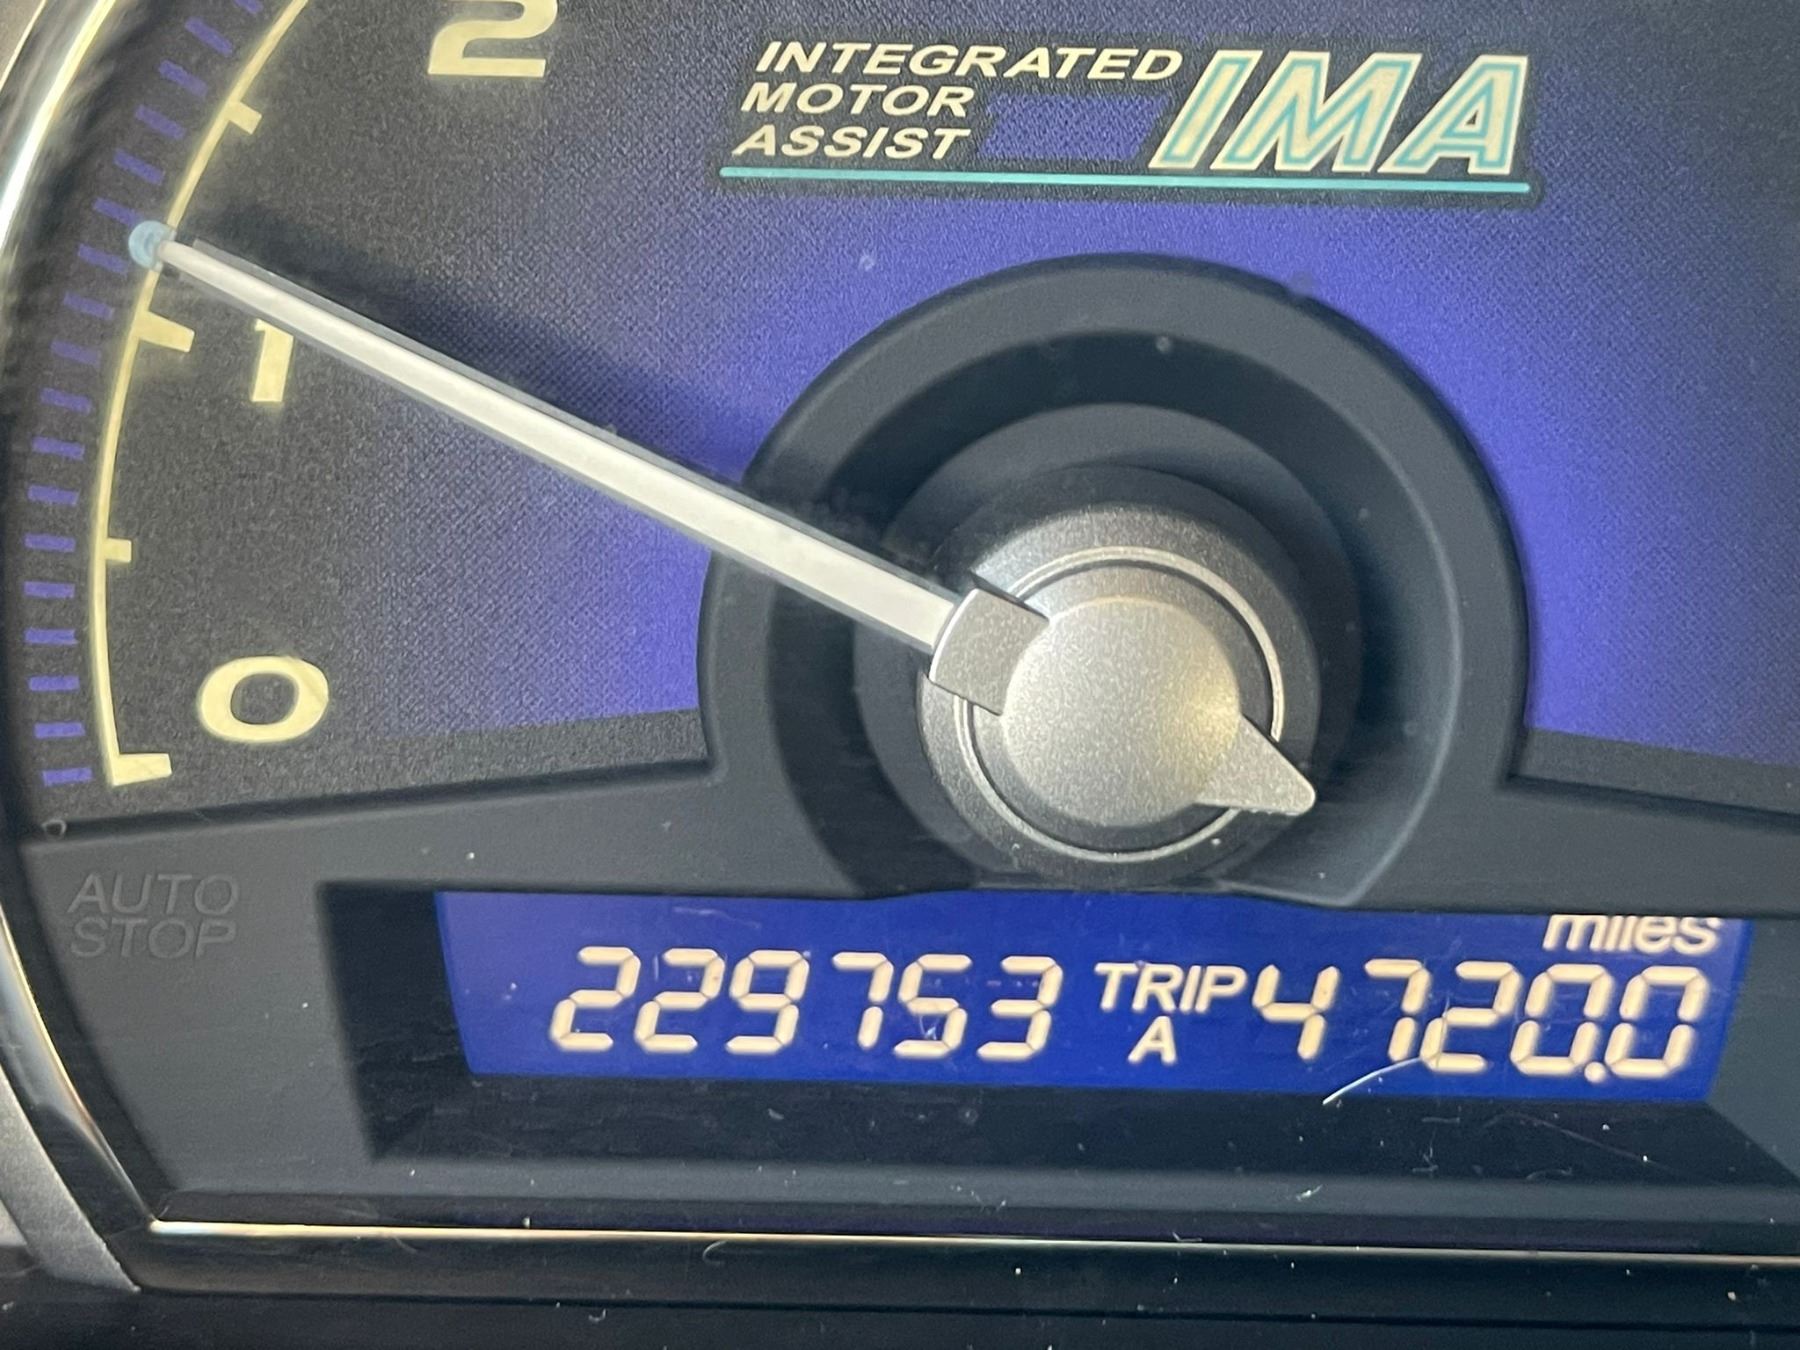 2
INTEGRATED
MOTOR
ASSIST
IMA
1
0
AUTO
STOP
miles
229753 TRIP A 4720.0